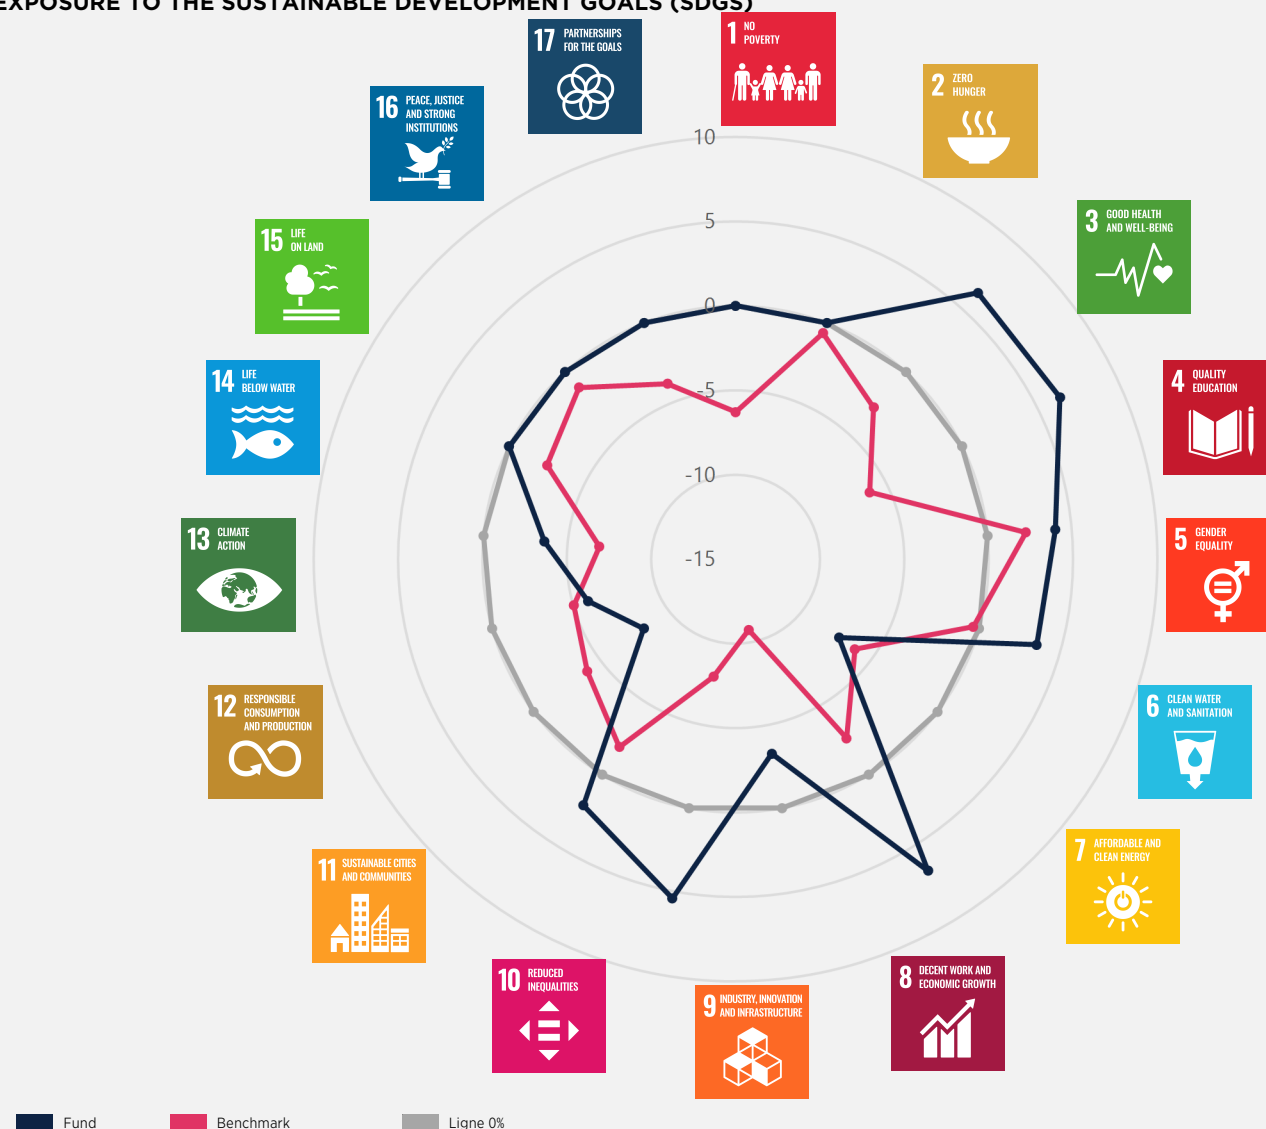 EXPOSURE TO THE SUSTAINABLE DEVELOPMENT GOALS (SDGS)
17 PARTNERSHIPS
FOR THE GOALS
1 NO
POVERTY
2 ZERO
HUNGER
16 PEACE, JUSTICE
AND STRONG
INSTITUTIONS
3 GOOD HEALTH
AND WELL-BEING
15 LIFE
ON LAND
4 QUALITY
EDUCATION
14 LIFE
BELOW WATER
5 GENDER
EQUALITY
13 CLIMATE
ACTION
6 CLEAN WATER
AND SANITATION
12 RESPONSIBLE
CONSUMPTION
AND PRODUCTION
7 AFFORDABLE AND
CLEAN ENERGY
11 SUSTAINABLE CITIES
AND COMMUNITIES
8 DECENT WORK AND
ECONOMIC GROWTH
10 REDUCED
INEQUALITIES
9 INDUSTRY, INNOVATION
AND INFRASTRUCTURE
10
5
0
-5
-10
-15
Fund
Benchmark
Ligne 0%